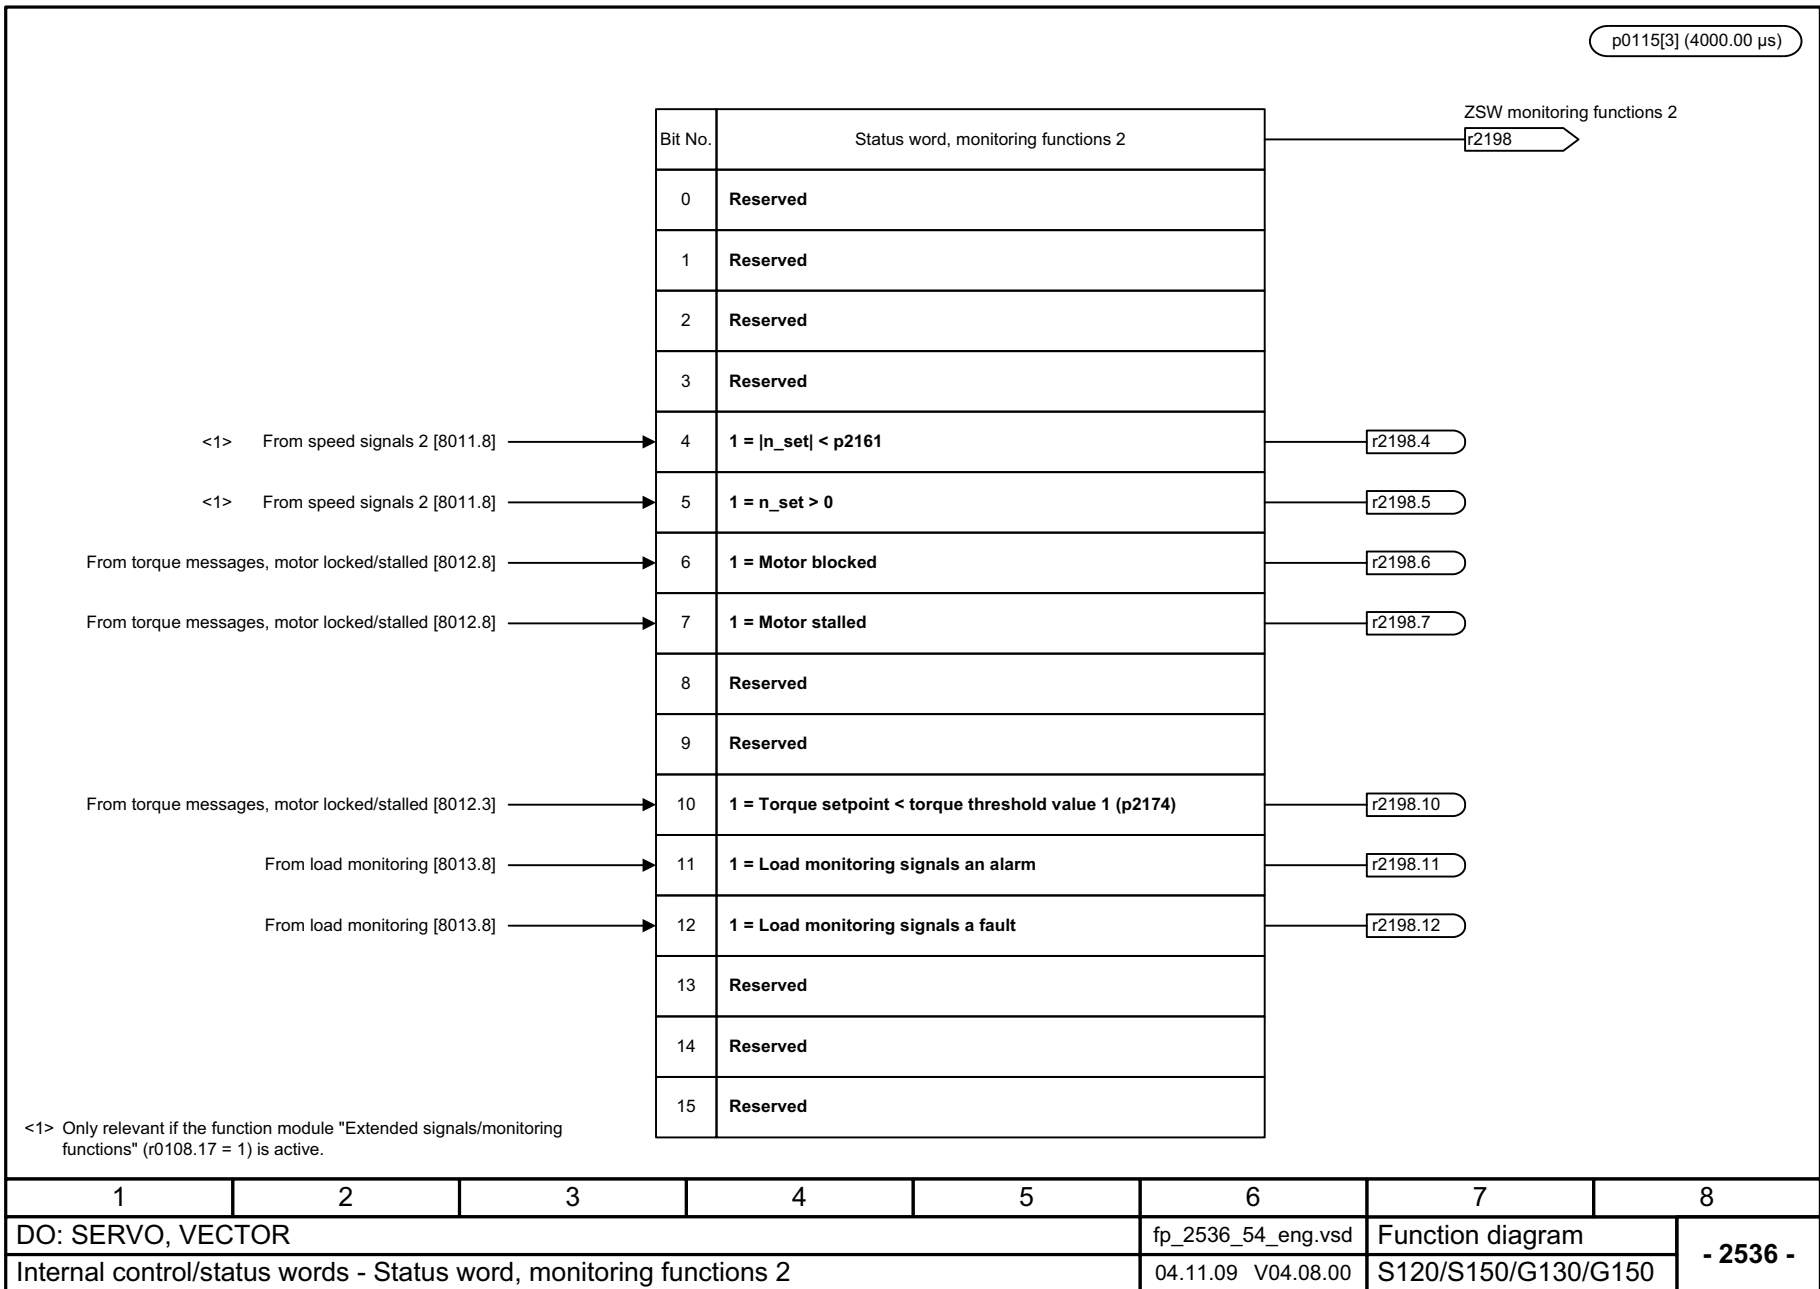 p0115[3] (4000.00 µs)
ZSW monitoring functions 2
Bit No. Status word, monitoring functions 2 r2198
0 Reserved
1 Reserved
2 Reserved
3 Reserved
<1> From speed signals 2 [8011.8] 4 1 = |n_set| < p2161 r2198.4
<1> From speed signals 2 [8011.8] 5 1 = n_set > 0 r2198.5
From torque messages, motor locked/stalled [8012.8] 6 1 = Motor blocked r2198.6
From torque messages, motor locked/stalled [8012.8] 7 1 = Motor stalled r2198.7
8 Reserved
9 Reserved
From torque messages, motor locked/stalled [8012.3] 10 1 = Torque setpoint < torque threshold value 1 (p2174) r2198.10
From load monitoring [8013.8] 11 1 = Load monitoring signals an alarm r2198.11
From load monitoring [8013.8] 12 1 = Load monitoring signals a fault r2198.12
13 Reserved
14 Reserved
15 Reserved
<1> Only relevant if the function module "Extended signals/monitoring
functions" (r0108.17 = 1) is active.
1 2 3 4 5 6 7 8
DO: SERVO, VECTOR fp_2536_54_eng.vsd Function diagram - 2536 -
Internal control/status words - Status word, monitoring functions 2 04.11.09 V04.08.00 S120/S150/G130/G150